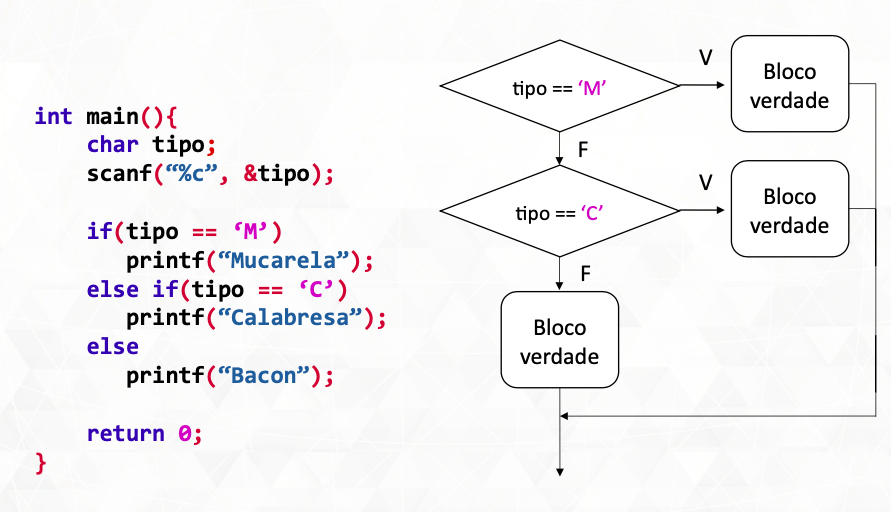 int main(){
char tipo;
scanf(“%c”, &tipo);
if(tipo == ‘M’)
printf(“Mucarela”);
else if(tipo == ‘C’)
printf(“Calabresa”);
else
printf(“Bacon”);
return 0;
}
tipo == ‘M’
V
Bloco
verdade
F
tipo == ‘C’
V
Bloco
verdade
F
Bloco
verdade